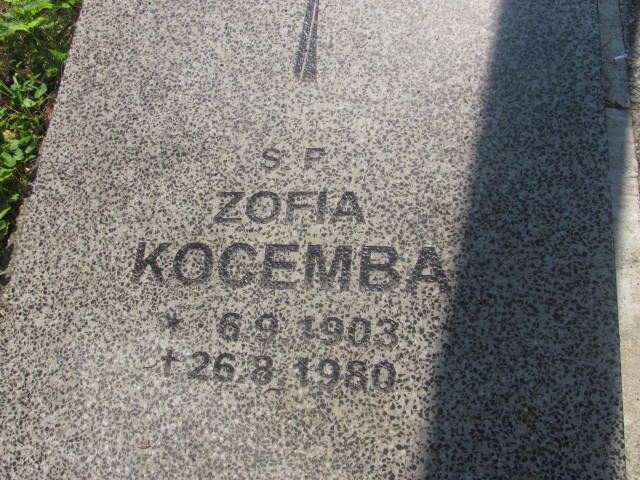 S. P.
ZOFIA
KOCEMBA
* 6.9.1903
+ 26.8.1980